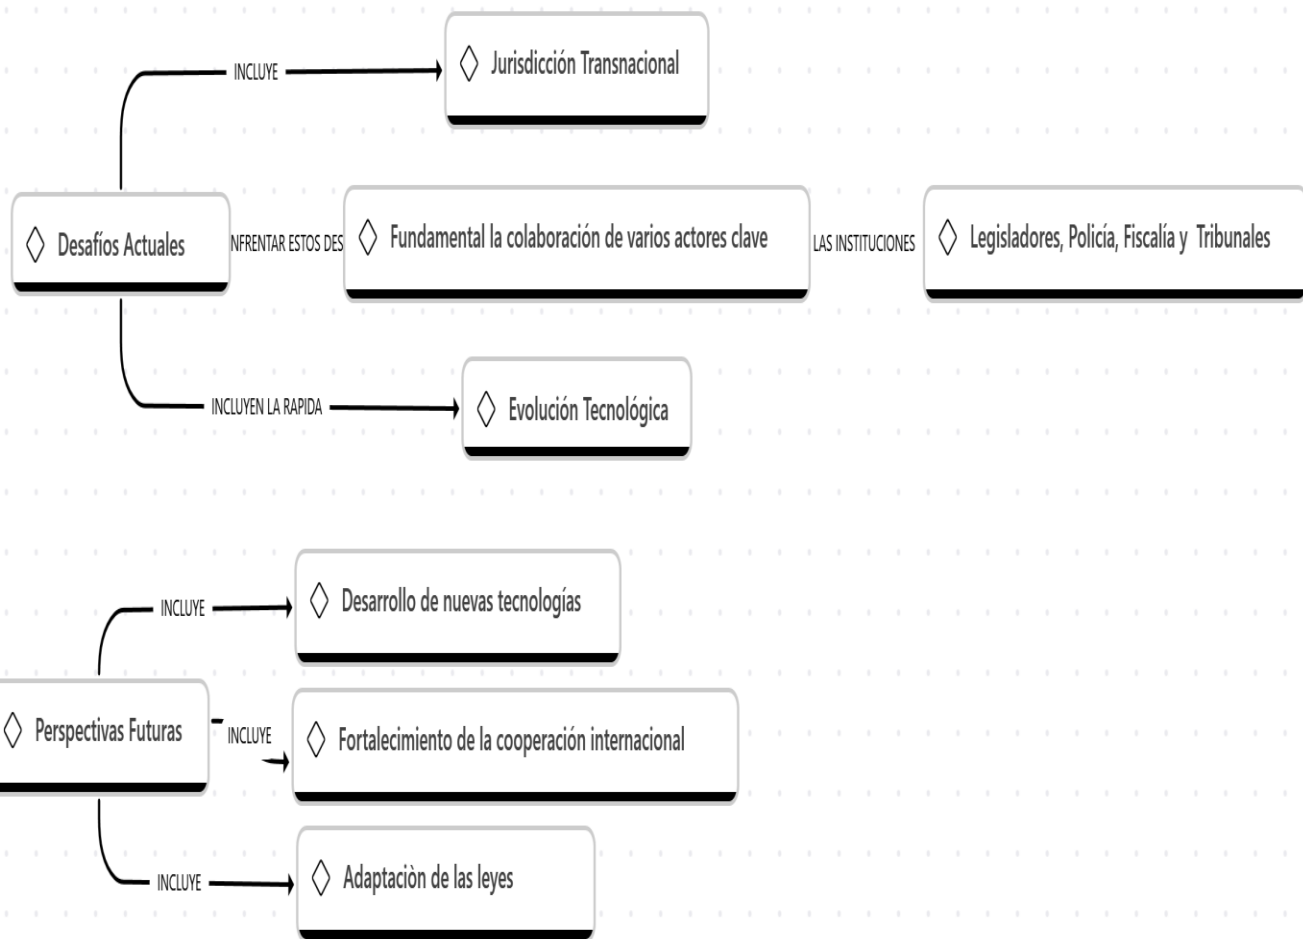 INCLUYE
Jurisdicción Transnacional
Desafíos Actuales
NFRENTAR ESTOS DES
Fundamental la colaboración de varios actores clave
LAS INSTITUCIONES
Legisladores, Policía, Fiscalía y Tribunales
INCLUYEN LA RAPIDA
Evolución Tecnológica
INCLUYE
Desarrollo de nuevas tecnologías
Perspectivas Futuras
INCLUYE
Fortalecimiento de la cooperación internacional
INCLUYE
Adaptaciòn de las leyes